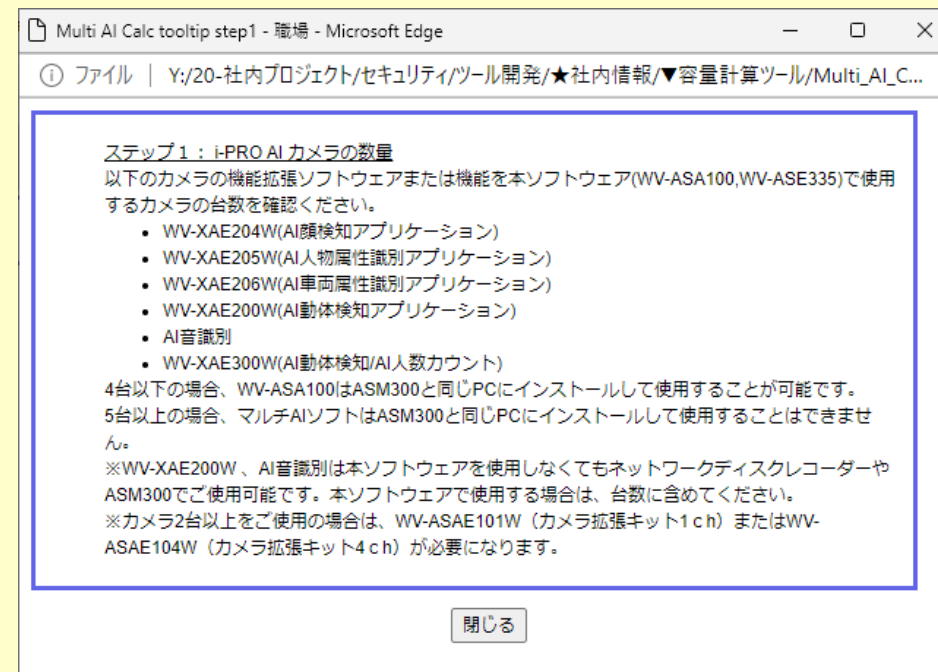 Multi AI Calc tooltip step1 - 職場 - Microsoft Edge
ファイル | Y:/20-社内プロジェクト/セキュリティ/ツール開発/★社内情報/▼容量計算ツール/Multi_AI_C...
ステップ1： i-PRO AI カメラの数量
以下のカメラの機能拡張ソフトウェアまたは機能を本ソフトウェア(WV-ASA100,WV-ASE335)で使用
するカメラの台数を確認ください。
• WV-XAE204W(AI顔検知アプリケーション)
• WV-XAE205W(AI人物属性識別アプリケーション)
• WV-XAE206W(AI車両属性識別アプリケーション)
• WV-XAE200W(AI動体検知アプリケーション)
• AI音識別
• WV-XAE300W(AI動体検知/AI人数カウント)
4台以下の場合、WV-ASA100はASM300と同じPCにインストールして使用することが可能です。
5台以上の場合、マルチAIソフトはASM300と同じPCにインストールして使用することはできませ
ん。
※WV-XAE200W 、AI音識別は本ソフトウェアを使用しなくてもネットワークディスクレコーダーや
ASM300でご使用可能です。本ソフトウェアで使用する場合は、台数に含めてください。
※カメラ2台以上をご使用の場合は、WV-ASAE101W（カメラ拡張キット1ｃh）またはWV-
ASAE104W（カメラ拡張キット4ｃh）が必要になります。
閉じる